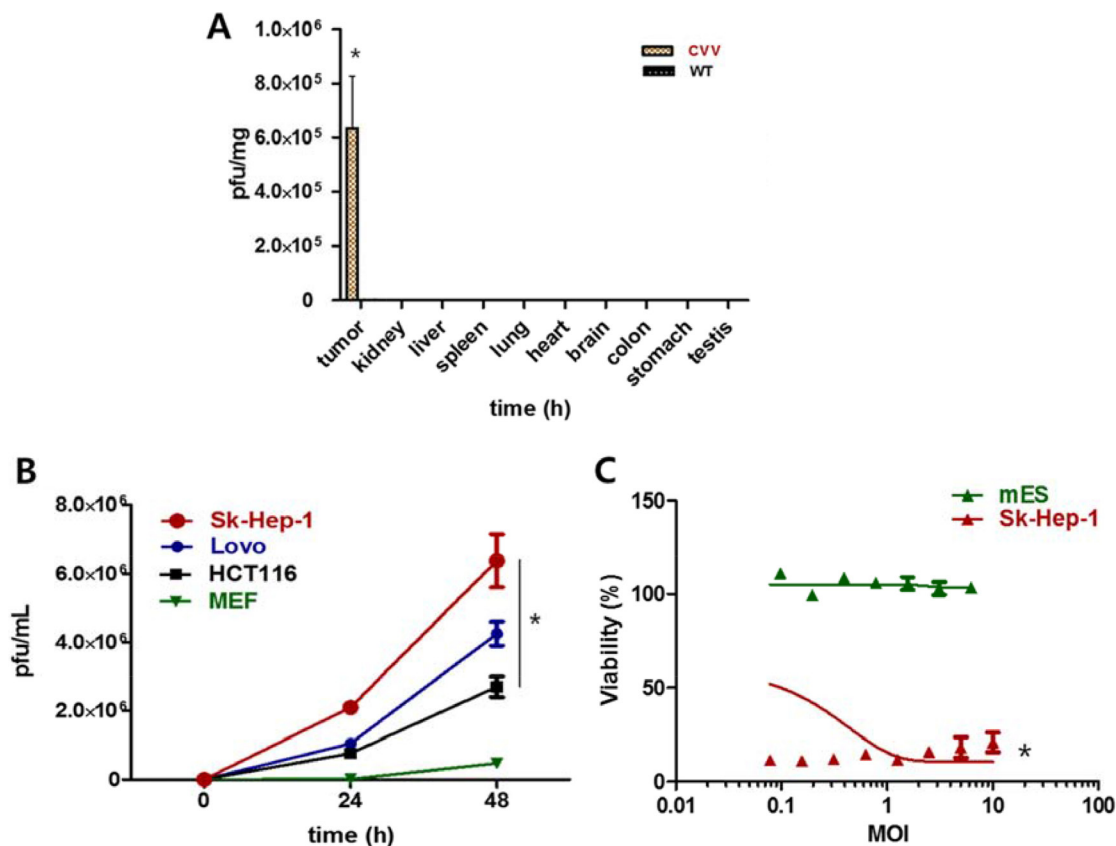 A
1.0×10⁶
8.0×10⁵
6.0×10⁵
4.0×10⁵
2.0×10⁵
0
pfu/mg
*
CVV
WT
tumor kidney liver spleen lung heart brain colon stomach testis
time (h)
B
8.0×10⁶
6.0×10⁶
4.0×10⁶
2.0×10⁶
0
pfu/mL
Sk-Hep-1
Lovo
HCT116
MEF
*
0 24 48
time (h)
C
150
100
50
0
Viability (%)
mES
Sk-Hep-1
*
0.01 0.1 1 10 100
MOI